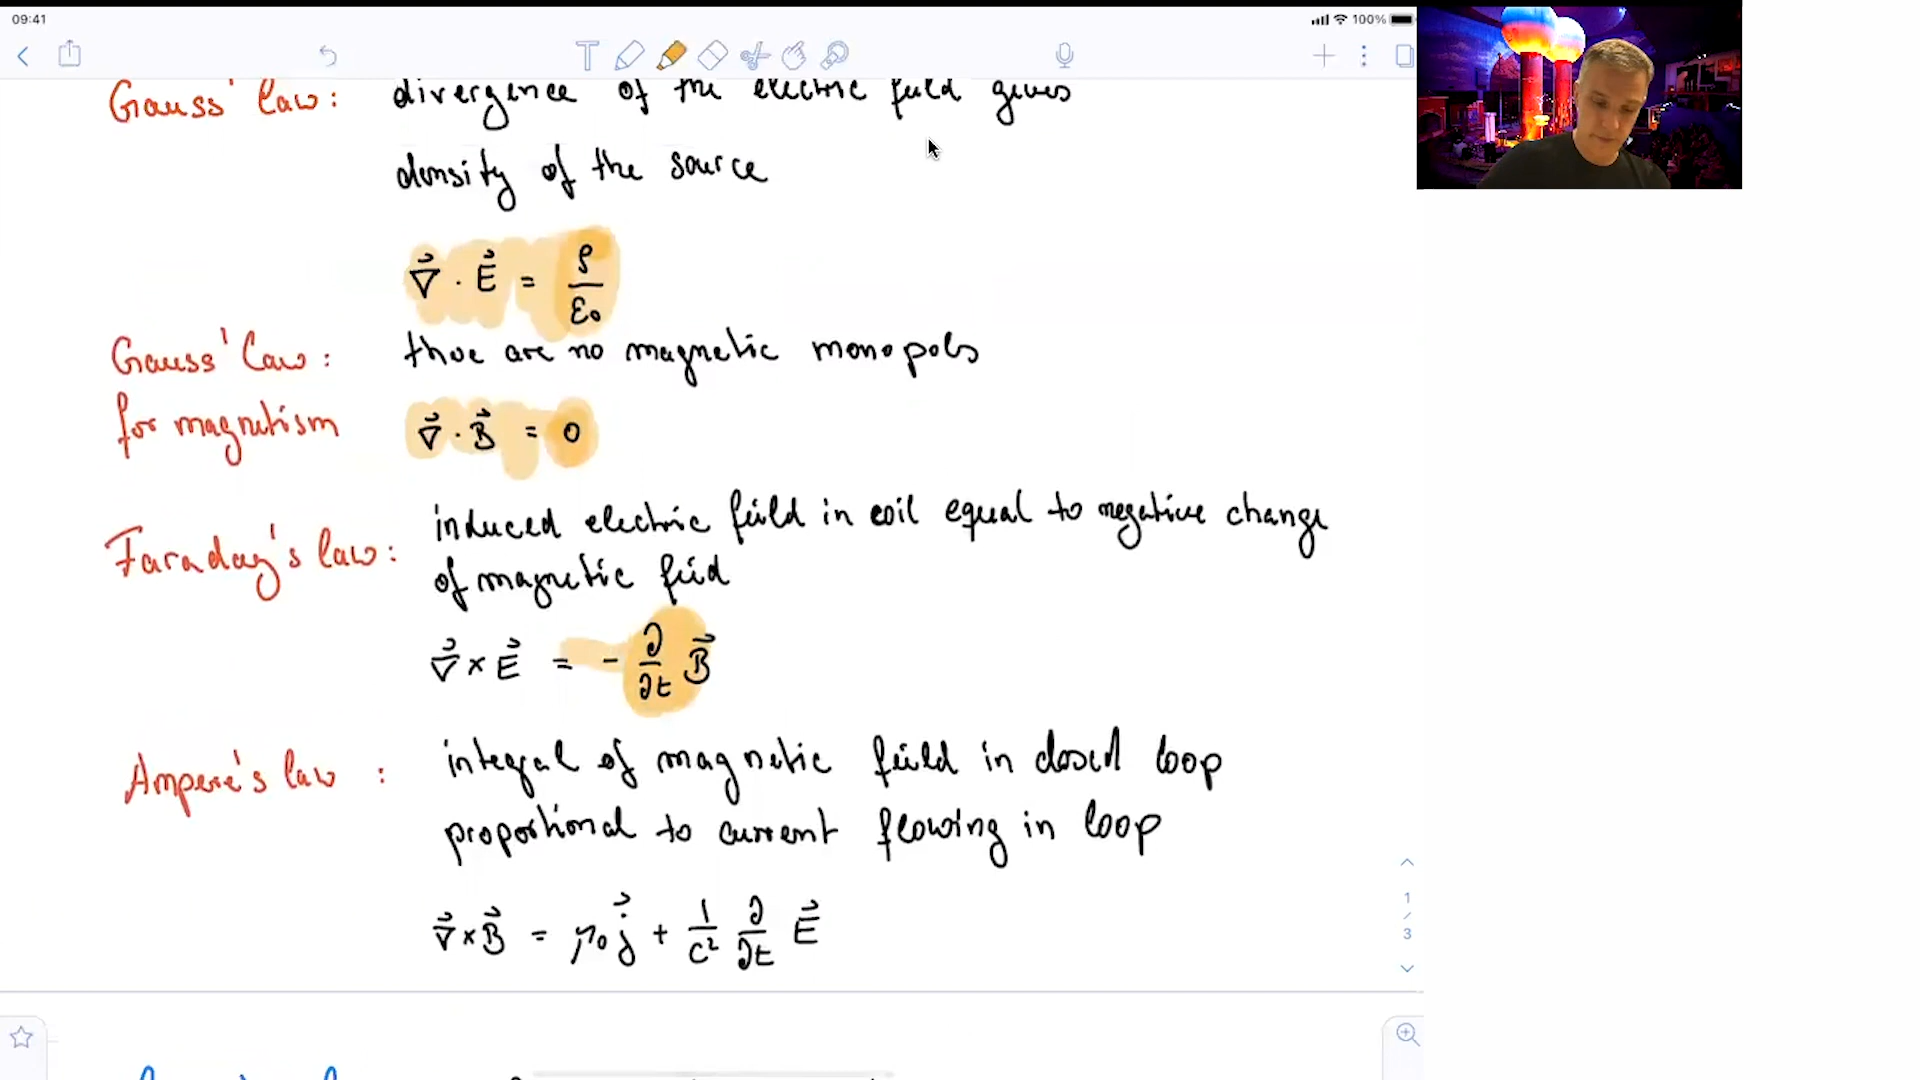 09:41
100%
Gauss' law: divergence of the electric field gives
density of the source
∇⃗ · E⃗ = ρ/ε₀
Gauss' law: there are no magnetic monopols
for magnetism
∇⃗ · B⃗ = 0
Faraday's law: induced electric field in coil equal to negative change
of magnetic field
∇⃗ × E⃗ = - ∂/∂t B⃗
Ampere's law : integral of magnetic field in closed loop
proportional to current flowing in loop
∇⃗ × B⃗ = μ₀ j⃗ + 1/c² ∂/∂t E⃗
1
/
3